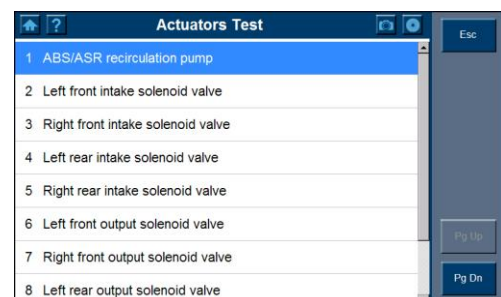 ?
Actuators Test
Esc
1 ABS/ASR recirculation pump
2 Left front intake solenoid valve
3 Right front intake solenoid valve
4 Left rear intake solenoid valve
5 Right rear intake solenoid valve
6 Left front output solenoid valve
7 Right front output solenoid valve
8 Left rear output solenoid valve
Pg Up
Pg Dn